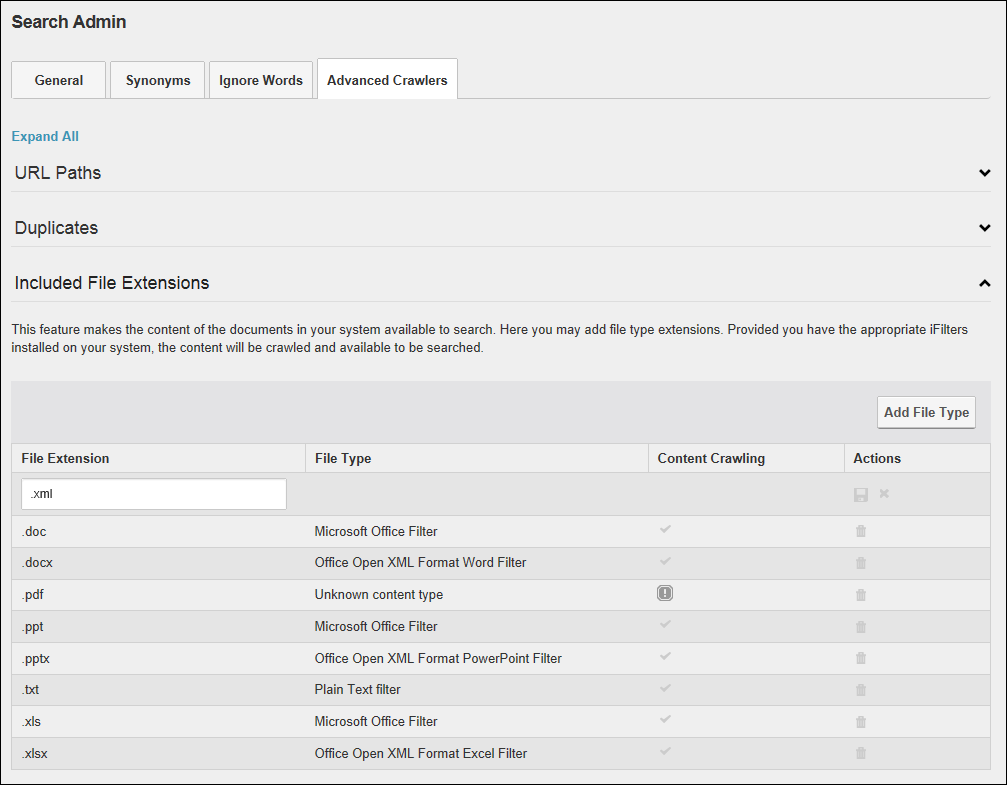 Search Admin
General Synonyms Ignore Words Advanced Crawlers
Expand All
URL Paths
Duplicates
Included File Extensions
This feature makes the content of the documents in your system available to search. Here you may add file type extensions. Provided you have the appropriate iFilters
installed on your system, the content will be crawled and available to be searched.
Add File Type
File Extension File Type Content Crawling Actions
.xml
.doc Microsoft Office Filter
.docx Office Open XML Format Word Filter
.pdf Unknown content type
.ppt Microsoft Office Filter
.pptx Office Open XML Format PowerPoint Filter
.txt Plain Text filter
.xls Microsoft Office Filter
.xlsx Office Open XML Format Excel Filter